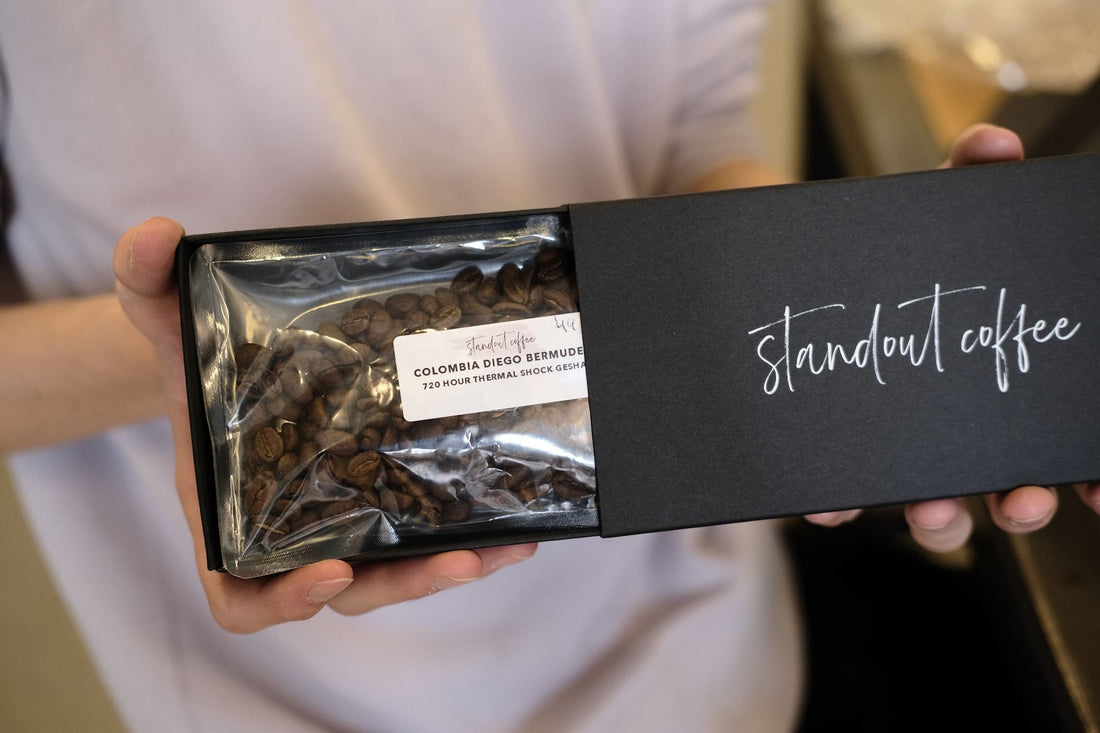 standout coffee
COLOMBIA DIEGO BERMUDE
720 HOUR THERMAL SHOCK GESHA
standout coffee